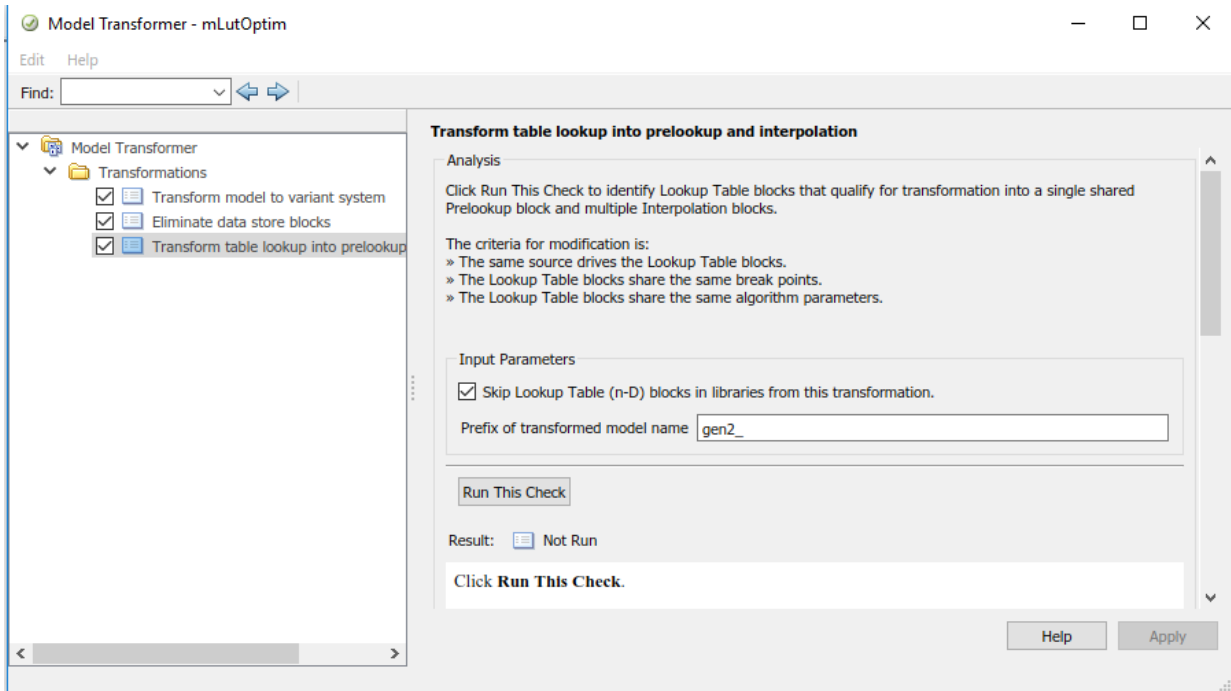 Model Transformer - mLutOptim
Edit Help
Find:
Model Transformer
Transformations
Transform model to variant system
Eliminate data store blocks
Transform table lookup into prelookup
Transform table lookup into prelookup and interpolation
Analysis
Click Run This Check to identify Lookup Table blocks that qualify for transformation into a single shared
Prelookup block and multiple Interpolation blocks.
The criteria for modification is:
» The same source drives the Lookup Table blocks.
» The Lookup Table blocks share the same break points.
» The Lookup Table blocks share the same algorithm parameters.
Input Parameters
Skip Lookup Table (n-D) blocks in libraries from this transformation.
Prefix of transformed model name gen2_
Run This Check
Result: Not Run
Click Run This Check.
Help Apply